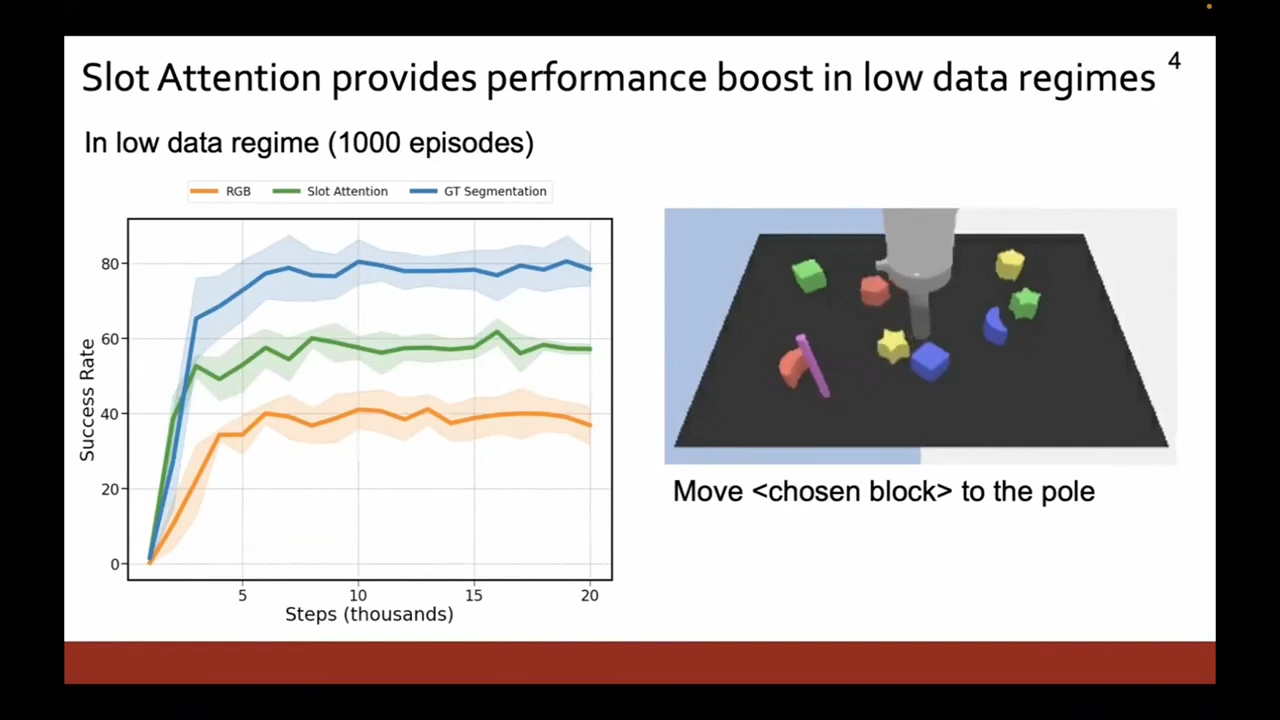 Slot Attention provides performance boost in low data regimes
4
In low data regime (1000 episodes)
RGB
Slot Attention
GT Segmentation
80
60
40
20
0
Success Rate
5
10
15
20
Steps (thousands)
Move <chosen block> to the pole